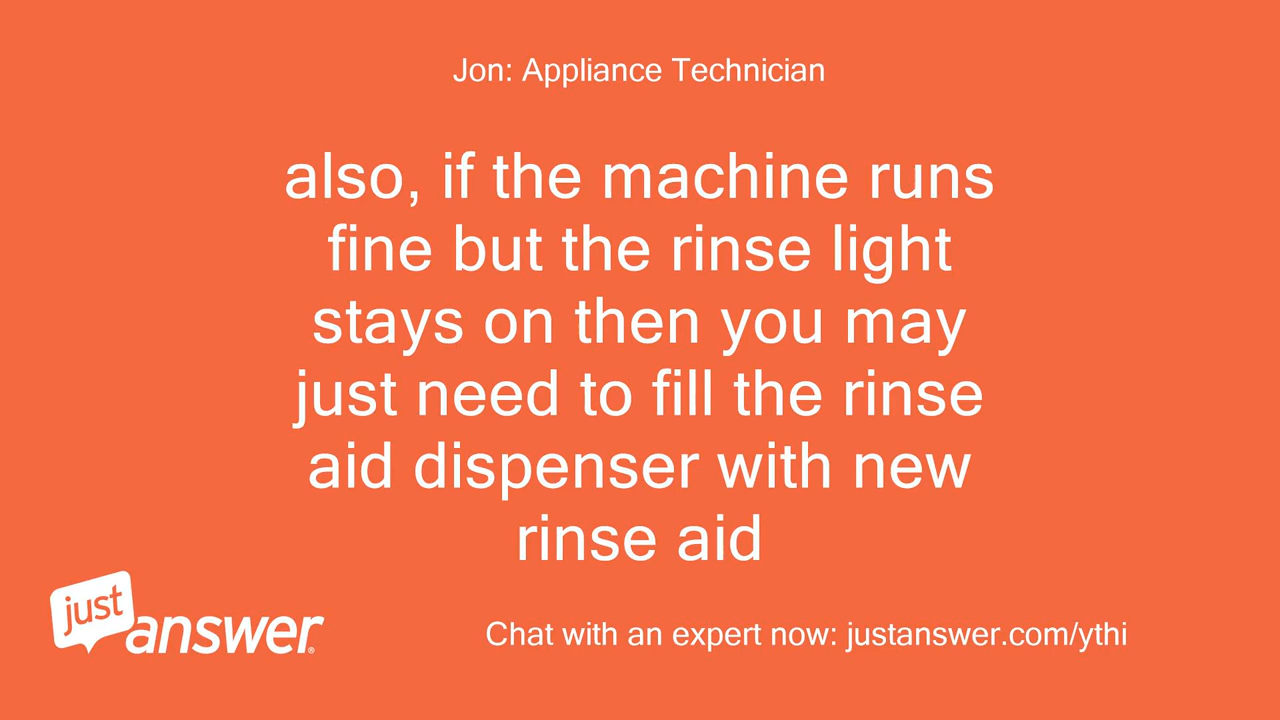 Jon: Appliance Technician
also, if the machine runs
fine but the rinse light
stays on then you may
just need to fill the rinse
aid dispenser with new
rinse aid
just
answer®
Chat with an expert now: justanswer.com/ythi